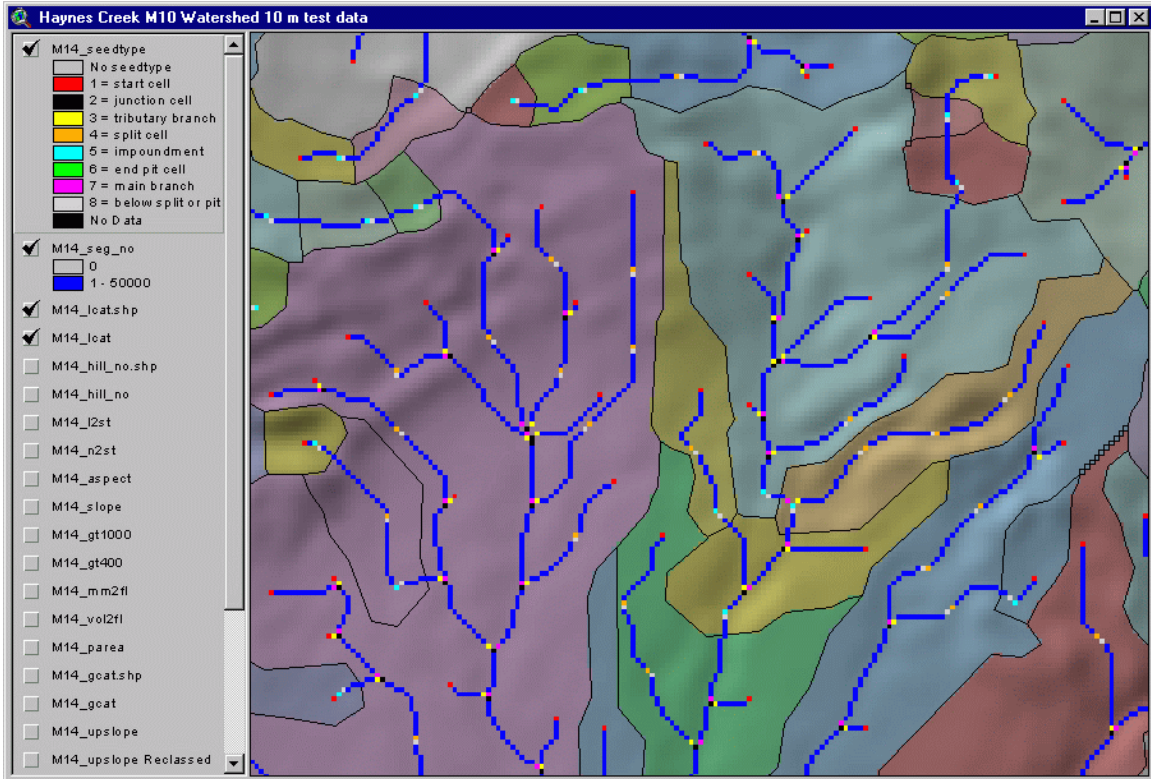 Haynes Creek M10 Watershed 10 m test data
M14_seedtype
No seedtype
1 = start cell
2 = junction cell
3 = tributary branch
4 = split cell
5 = impoundment
6 = end pit cell
7 = main branch
8 = below split or pit
No Data
M14_seg_no
0
1 - 50000
M14_lcat.shp
M14_lcat
M14_hill_no.shp
M14_hill_no
M14_l2st
M14_n2st
M14_aspect
M14_slope
M14_gt1000
M14_gt400
M14_mm2fl
M14_vol2fl
M14_parea
M14_gcat.shp
M14_gcat
M14_upslope
M14_upslope Reclassed